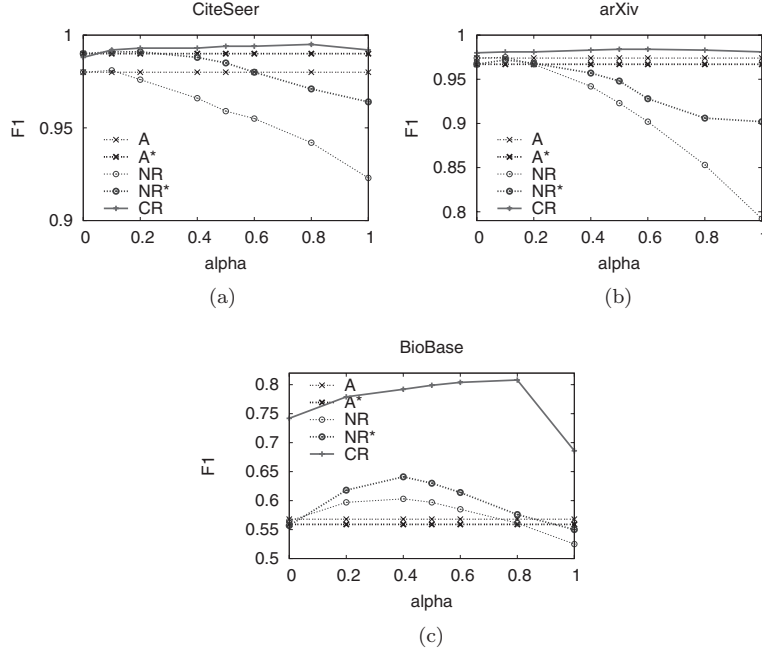 CiteSeer
1
0.95
0.9
F1
A
A*
NR
NR*
CR
0 0.2 0.4 0.6 0.8 1
alpha
(a)
arXiv
1
0.95
0.9
0.85
0.8
F1
A
A*
NR
NR*
CR
0 0.2 0.4 0.6 0.8 1
alpha
(b)
BioBase
0.8
0.75
0.7
0.65
0.6
0.55
0.5
F1
A
A*
NR
NR*
CR
0 0.2 0.4 0.6 0.8 1
alpha
(c)